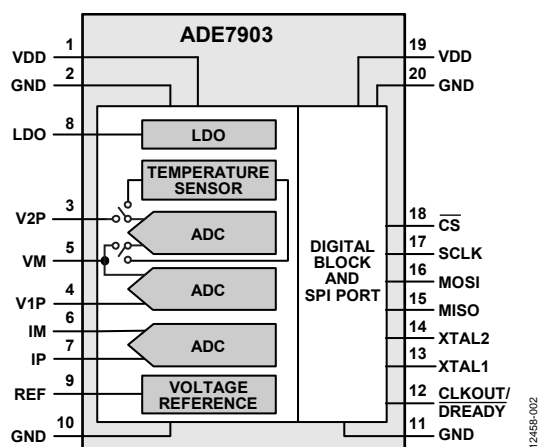 ADE7903
1
VDD
2
GND
8
LDO
3
V2P
5
VM
4
V1P
6
IM
7
IP
9
REF
10
GND
LDO
TEMPERATURE
SENSOR
ADC
ADC
ADC
VOLTAGE
REFERENCE
DIGITAL
BLOCK
AND
SPI PORT
19
VDD
20
GND
18
CS
17
SCLK
16
MOSI
15
MISO
14
XTAL2
13
XTAL1
12
CLKOUT/
DREADY
11
GND
12458-002